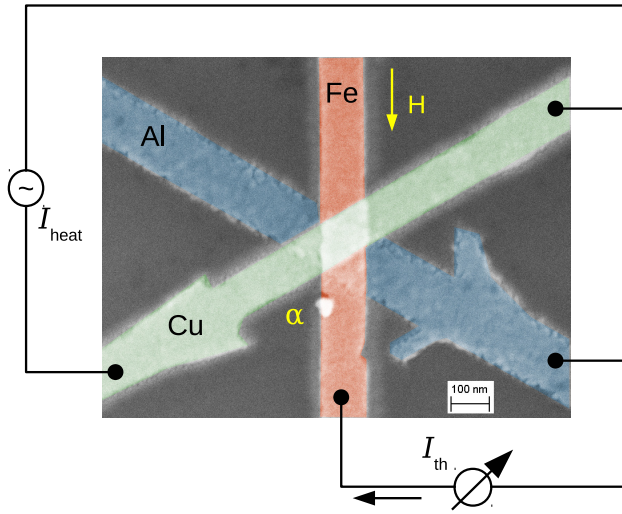 Fe
H
Al
~
I heat
α
Cu
100 nm
I th .